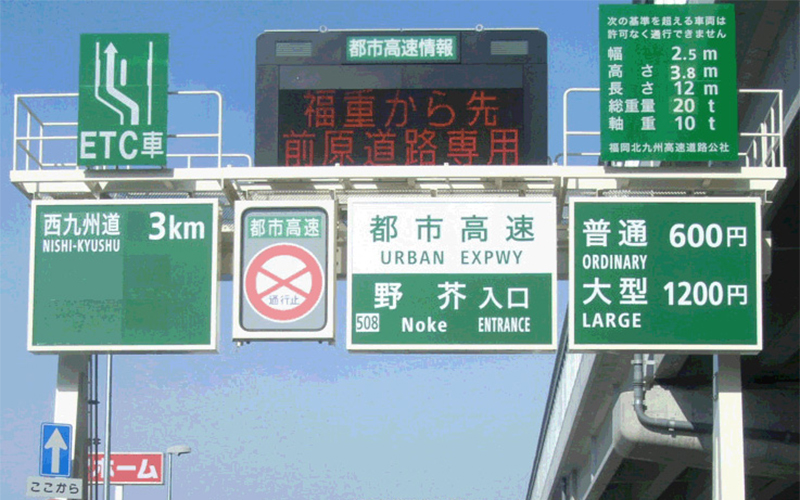 ETC車
都市高速情報
福重から先
前原道路専用
次の基準を超える車両は
許可なく通行できません
幅 2.5 m
高さ 3.8 m
長さ 12 m
総重量 20 t
軸重 10 t
福岡北九州高速道路公社
西九州道 3km
NISHI-KYUSHU
都市高速
通行止
都市高速
URBAN EXPWY
野芥 入口
508 Noke ENTRANCE
普通 600円
ORDINARY
大型 1200円
LARGE
ここから
ホーム